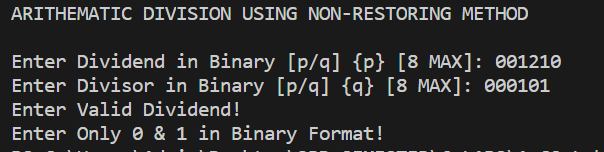 ARITHEMATIC DIVISION USING NON-RESTORING METHOD
Enter Dividend in Binary [p/q] {p} [8 MAX]: 001210
Enter Divisor in Binary [p/q] {q} [8 MAX]: 000101
Enter Valid Dividend!
Enter Only 0 & 1 in Binary Format!